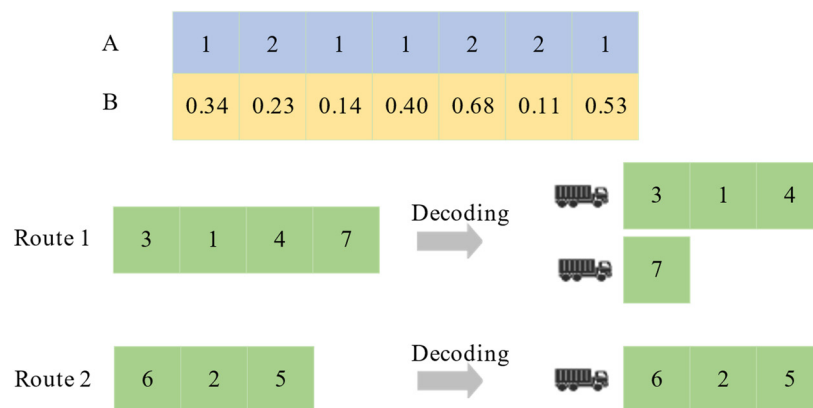 A 1 2 1 1 2 2 1
B 0.34 0.23 0.14 0.40 0.68 0.11 0.53
Route 1 3 1 4 7 Decoding 3 1 4
7
Route 2 6 2 5 Decoding 6 2 5